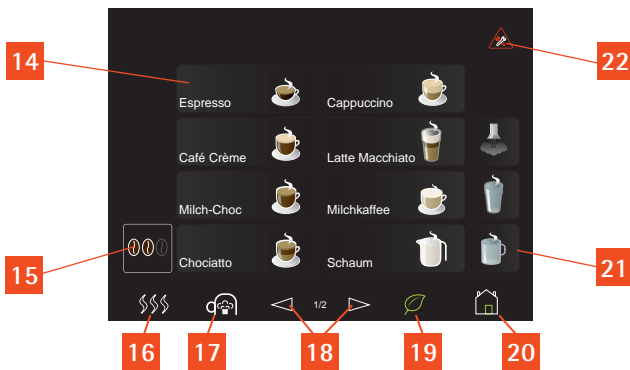 14
22
Espresso
Cappuccino
Café Crème
Latte Macchiato
Milch-Choc
Milchkaffee
Chociatto
Schaum
15
21
1/2
16
17
18
19
20